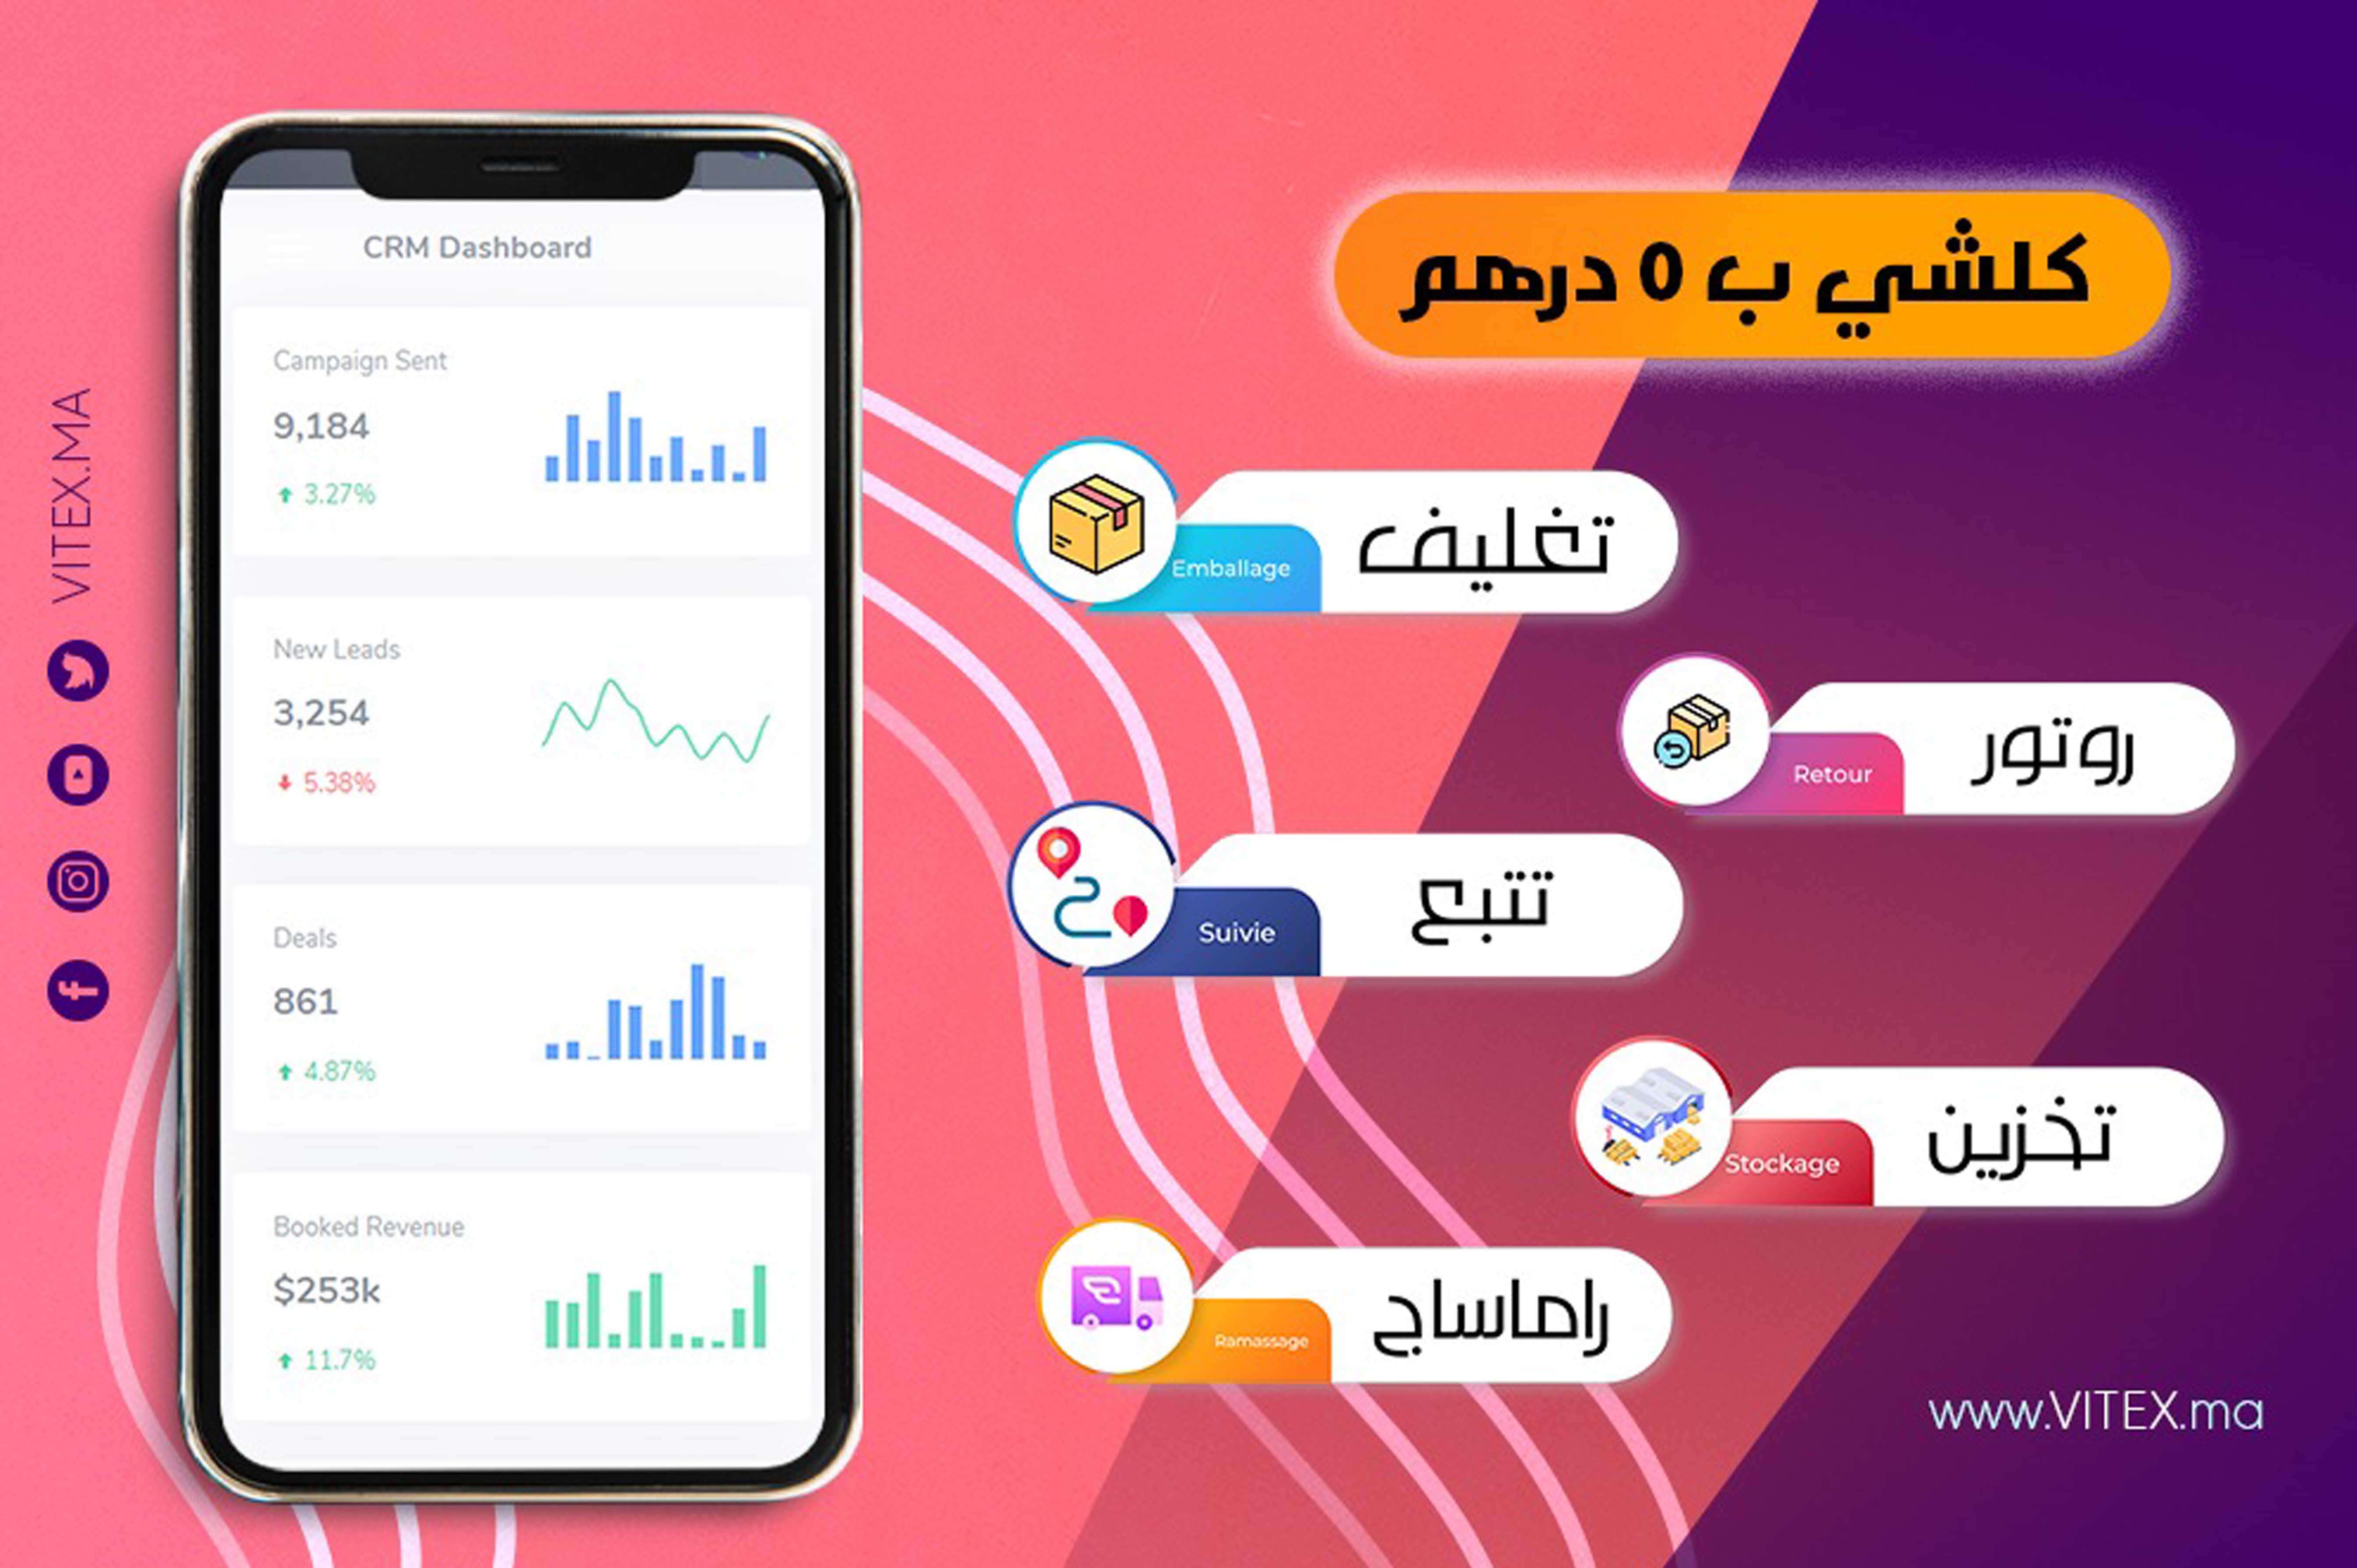 VITEX.MA
CRM Dashboard
Campaign Sent
9,184
3.27%
New Leads
3,254
5.38%
Deals
861
4.87%
Booked Revenue
$253k
11.7%
كلشي ب 0 درهم
تغليف
Emballage
روتور
Retour
تتبع
Suivie
تخزين
Stockage
راماساج
Ramassage
www.VITEX.ma